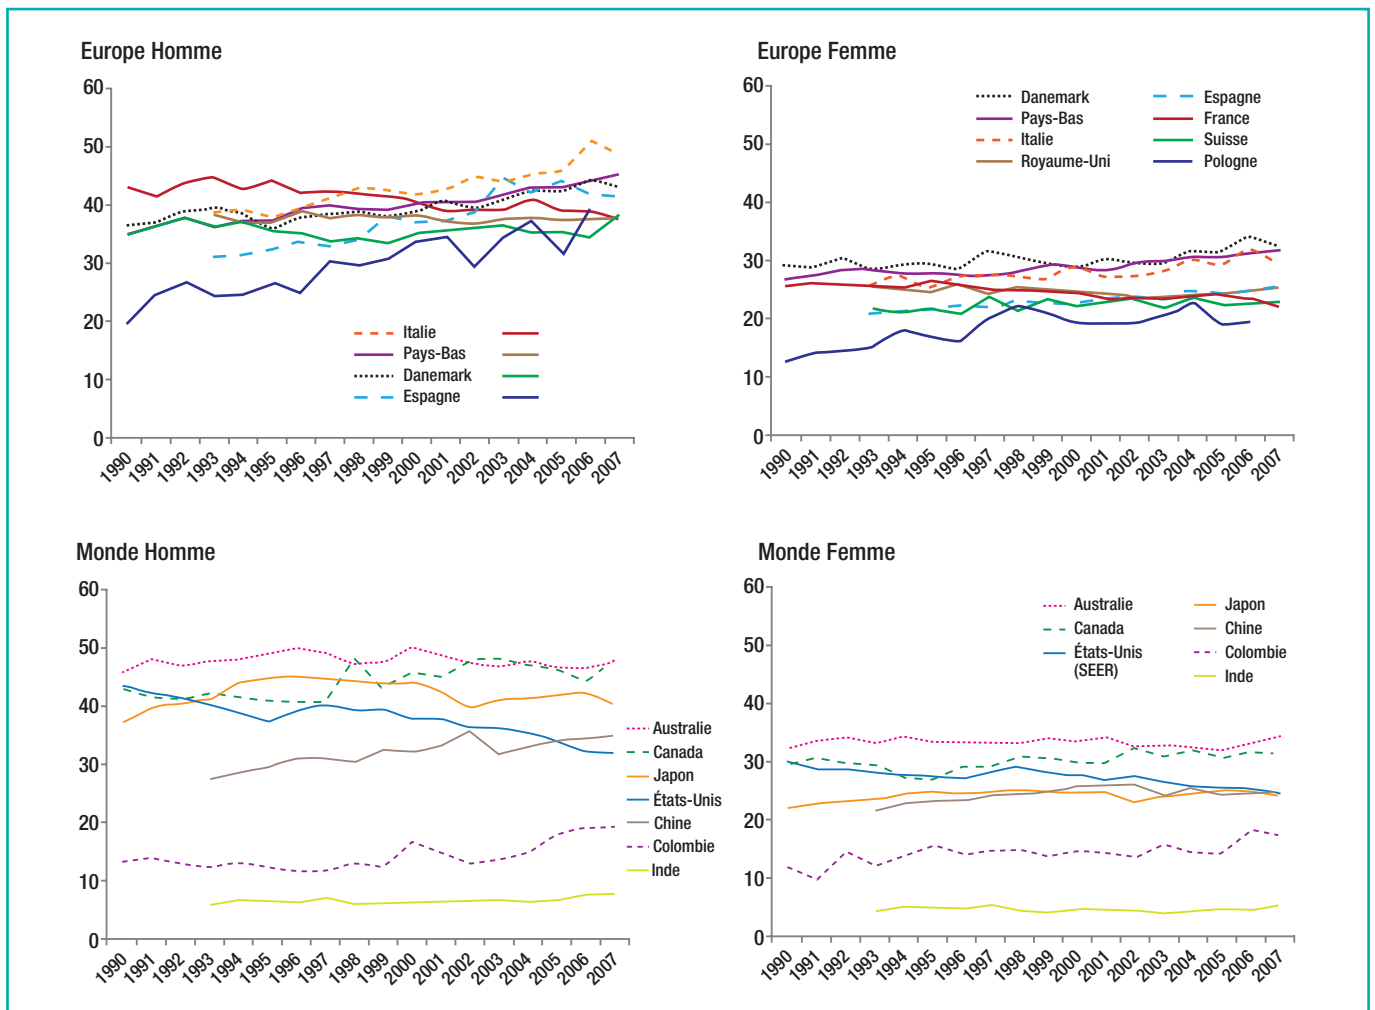 Europe Homme
60
50
40
30
20
10
0
Italie
Pays-Bas
Danemark
Espagne
1990 1991 1992 1993 1994 1995 1996 1997 1998 1999 2000 2001 2002 2003 2004 2005 2006 2007
Europe Femme
60
50
40
30
20
10
0
Danemark Espagne
Pays-Bas France
Italie Suisse
Royaume-Uni Pologne
1990 1991 1992 1993 1994 1995 1996 1997 1998 1999 2000 2001 2002 2003 2004 2005 2006 2007
Monde Homme
60
50
40
30
20
10
0
Australie
Canada
Japon
États-Unis
Chine
Colombie
Inde
1990 1991 1992 1993 1994 1995 1996 1997 1998 1999 2000 2001 2002 2003 2004 2005 2006 2007
Monde Femme
60
50
40
30
20
10
0
Australie Japon
Canada Chine
États-Unis Colombie
(SEER) Inde
1990 1991 1992 1993 1994 1995 1996 1997 1998 1999 2000 2001 2002 2003 2004 2005 2006 2007